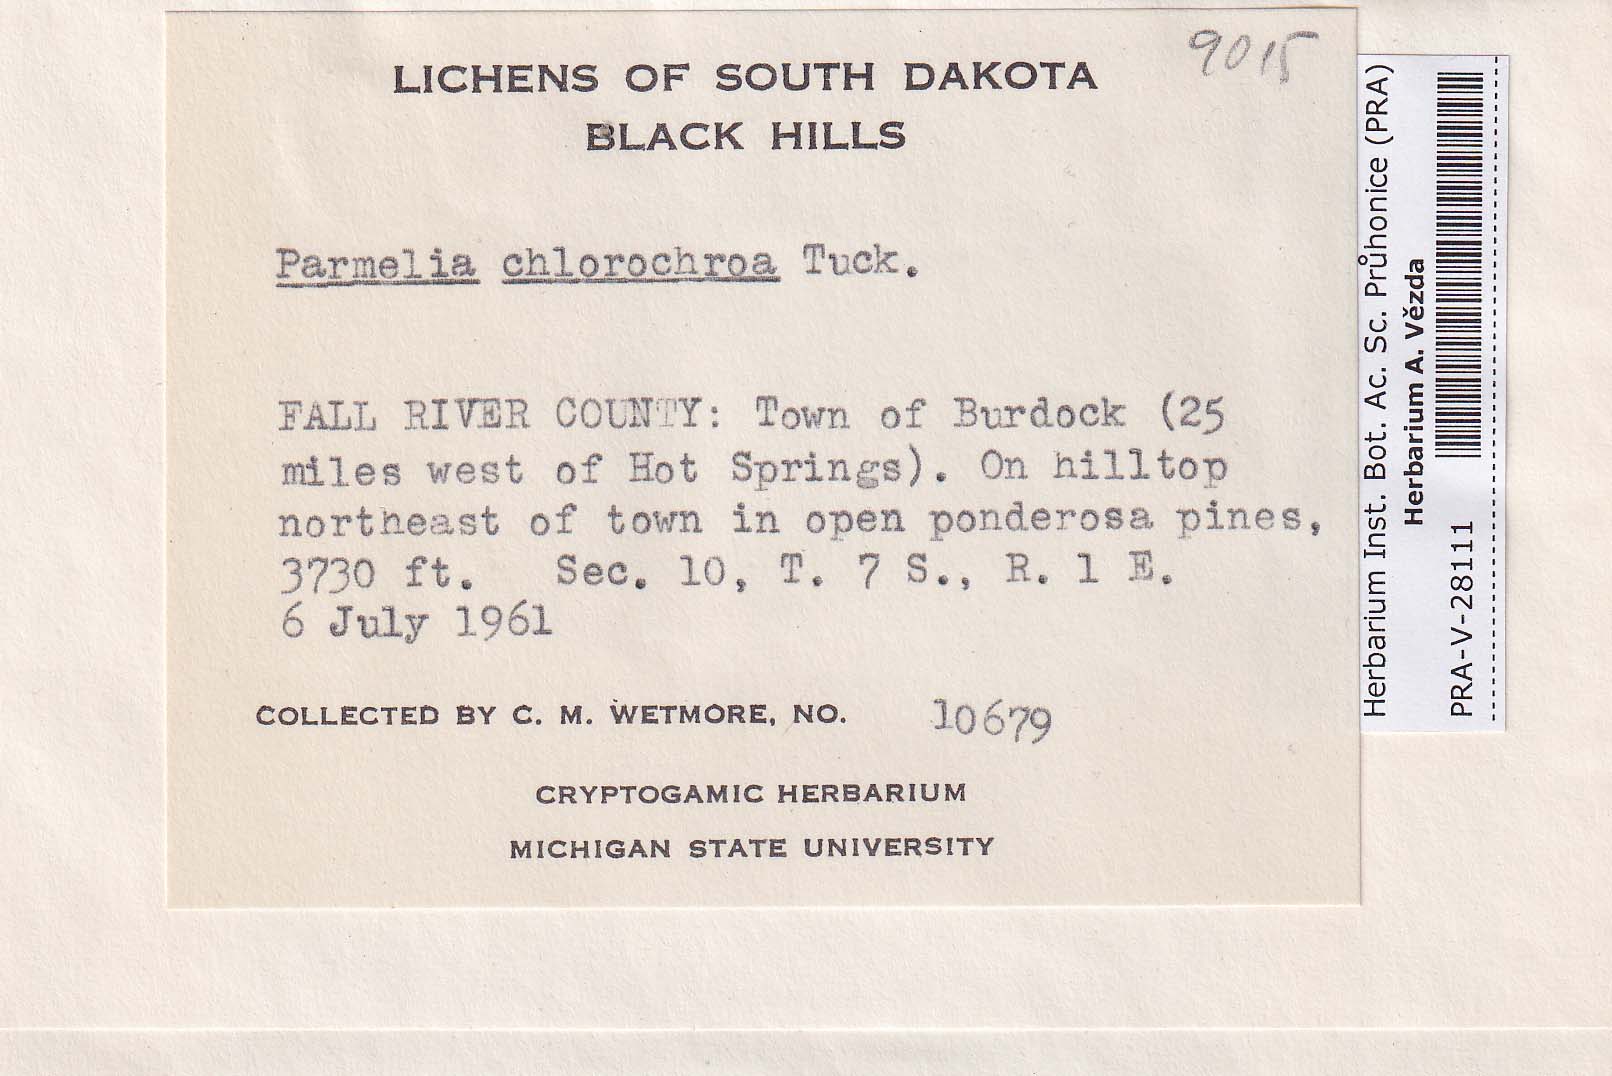 9015
LICHENS OF SOUTH DAKOTA
BLACK HILLS
Parmelia chlorochroa Tuck.
FALL RIVER COUNTY: Town of Burdock (25
miles west of Hot Springs). On hilltop
northeast of town in open ponderosa pines,
3730 ft. Sec. 10, T. 7 S., R. 1 E.
6 July 1961
COLLECTED BY C. M. WETMORE, NO. 10679
CRYPTOGAMIC HERBARIUM
MICHIGAN STATE UNIVERSITY
Herbarium Inst. Bot. Ac. Sc. Průhonice (PRA)
Herbarium A. Vězda
PRA-V-28111